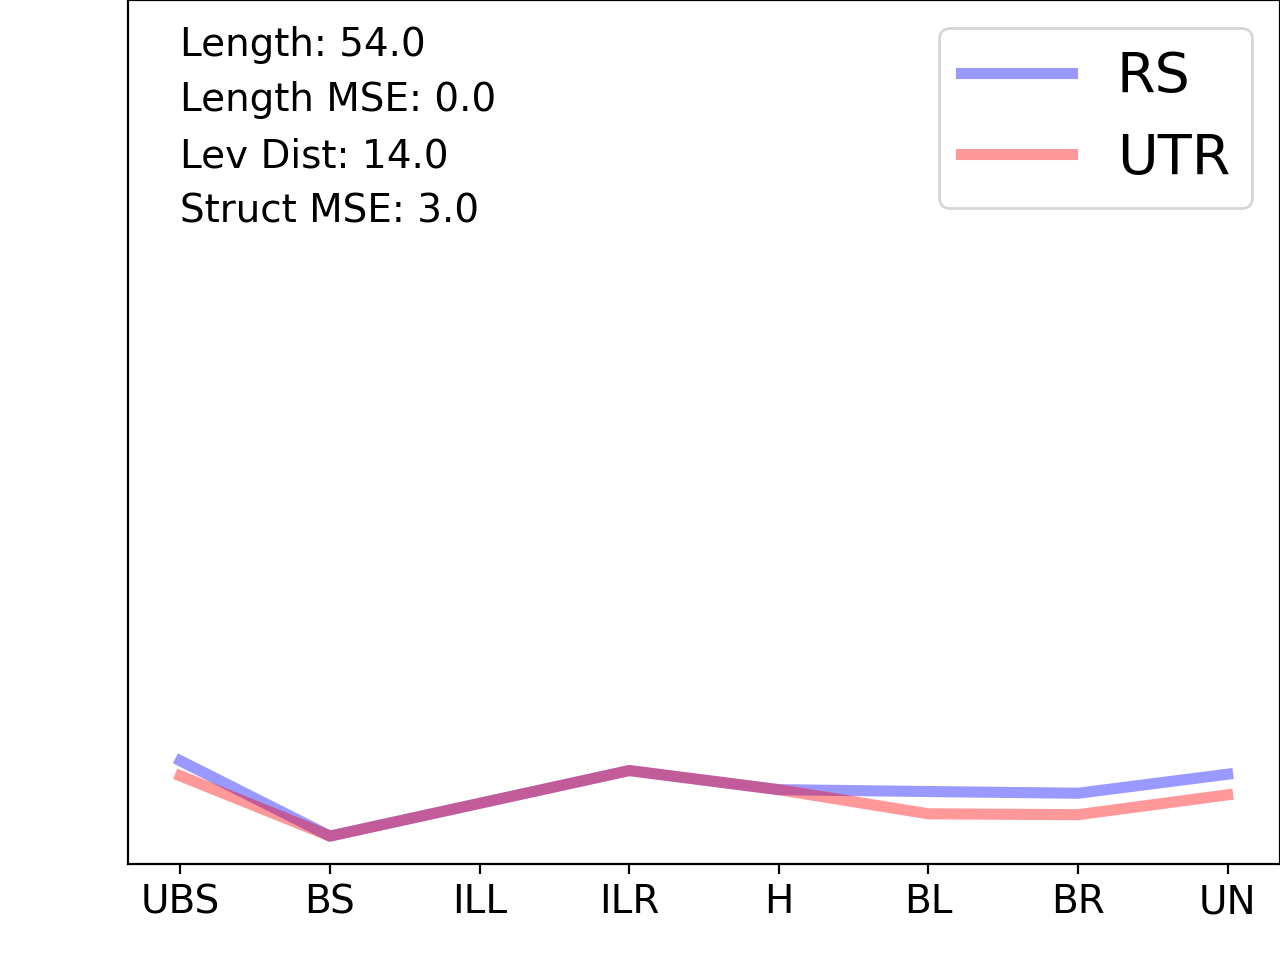 Length: 54.0
Length MSE: 0.0
Lev Dist: 14.0
Struct MSE: 3.0
RS
UTR
UBS BS ILL ILR H BL BR UN